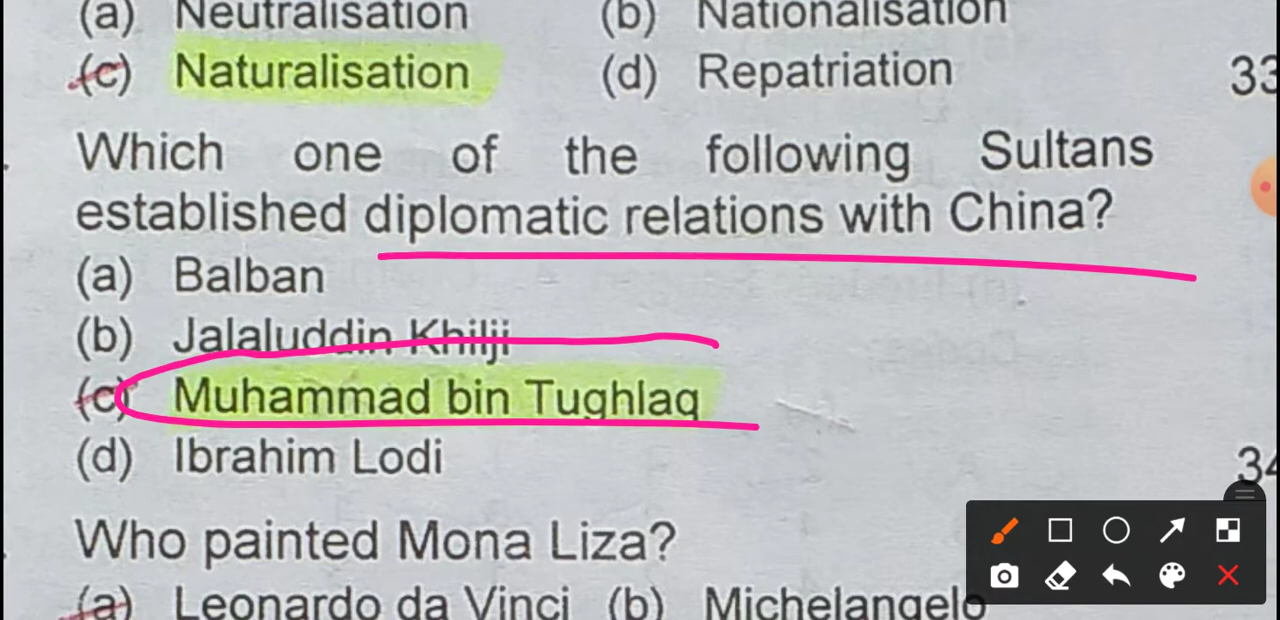 (a) Neutralisation (b) Nationalisation
(c) Naturalisation (d) Repatriation
33
Which one of the following Sultans
established diplomatic relations with China?
(a) Balban
(b) Jalaluddin Khilji
(c) Muhammad bin Tughlaq
(d) Ibrahim Lodi
34
Who painted Mona Liza?
(a) Leonardo da Vinci (b) Michelangelo